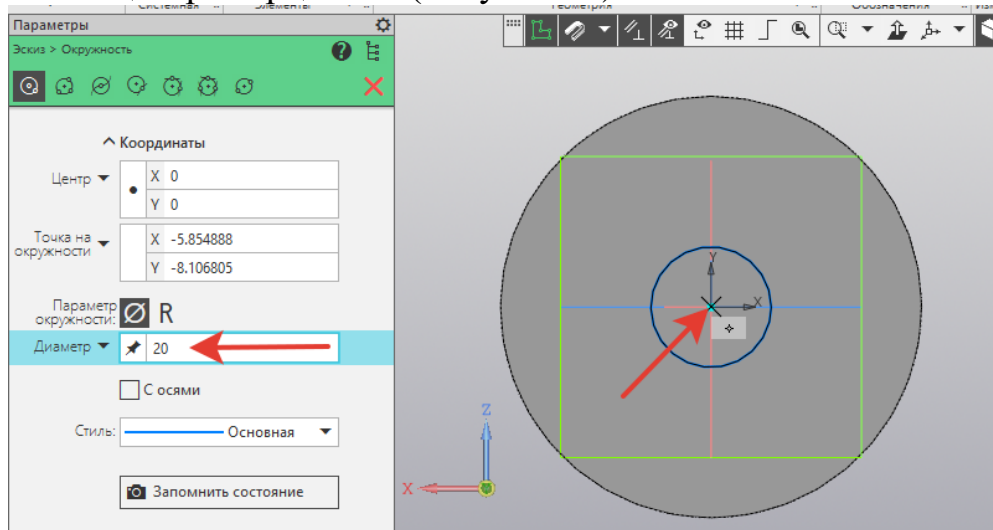 Параметры
Эскиз > Окружность
Координаты
Центр
X 0
Y 0
Точка на окружности
X -5.854888
Y -8.106805
Параметр окружности:
R
Диаметр
20
С осями
Стиль:
Основная
Запомнить состояние
Y
X
Z
X